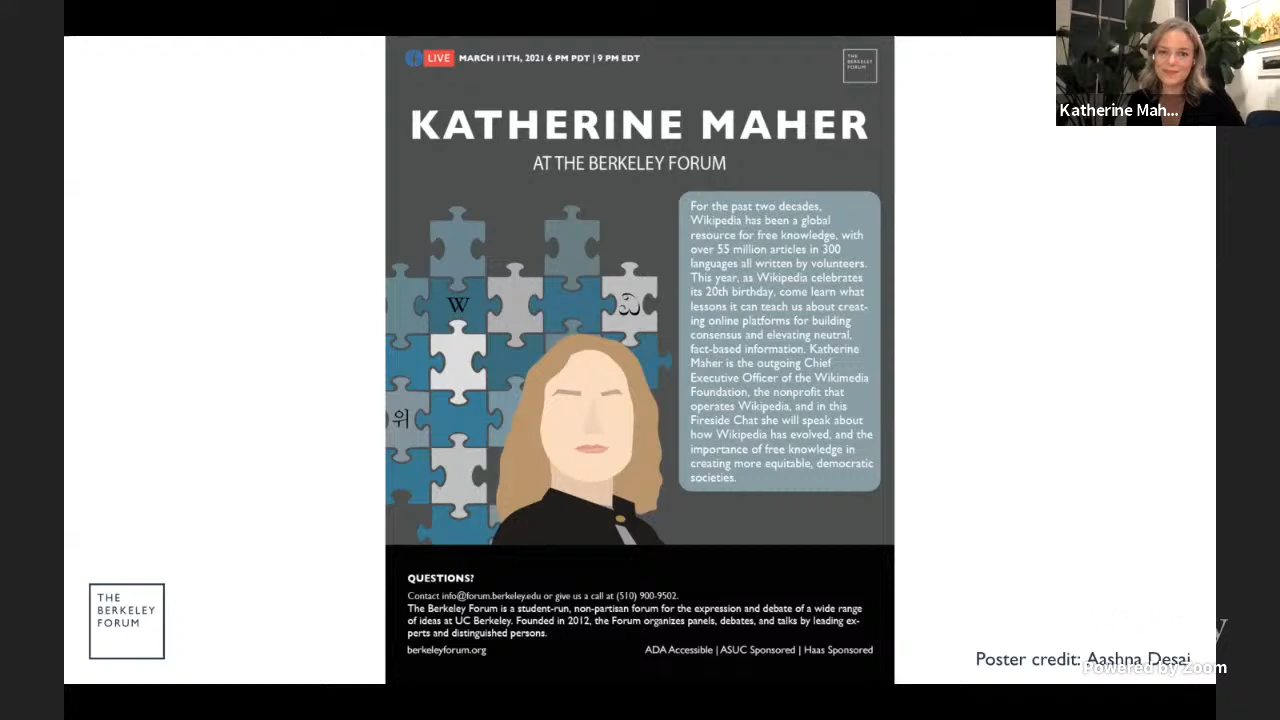 LIVE MARCH 11TH, 2021 6 PM PDT | 9 PM EDT
THE
BERKELEY
FORUM
KATHERINE MAHER
AT THE BERKELEY FORUM
For the past two decades,
Wikipedia has been a global
resource for free knowledge, with
over 55 million articles in 300
languages all written by volunteers.
This year, as Wikipedia celebrates
its 20th birthday, come learn what
lessons it can teach us about creat-
ing online platforms for building
consensus and elevating neutral,
fact-based information. Katherine
Maher is the outgoing Chief
Executive Officer of the Wikimedia
Foundation, the nonprofit that
operates Wikipedia, and in this
Fireside Chat she will speak about
how Wikipedia has evolved, and the
importance of free knowledge in
creating more equitable, democratic
societies.
W
위
QUESTIONS?
Contact info@forum.berkeley.edu or give us a call at (510) 900-9502.
The Berkeley Forum is a student-run, non-partisan forum for the expression and debate of a wide range
of ideas at UC Berkeley. Founded in 2012, the Forum organizes panels, debates, and talks by leading ex-
perts and distinguished persons.
berkeleyforum.org
ADA Accessible | ASUC Sponsored | Haas Sponsored
THE
BERKELEY
FORUM
Katherine Mah...
Poster credit: Aashna Desai
Powered by Zoom